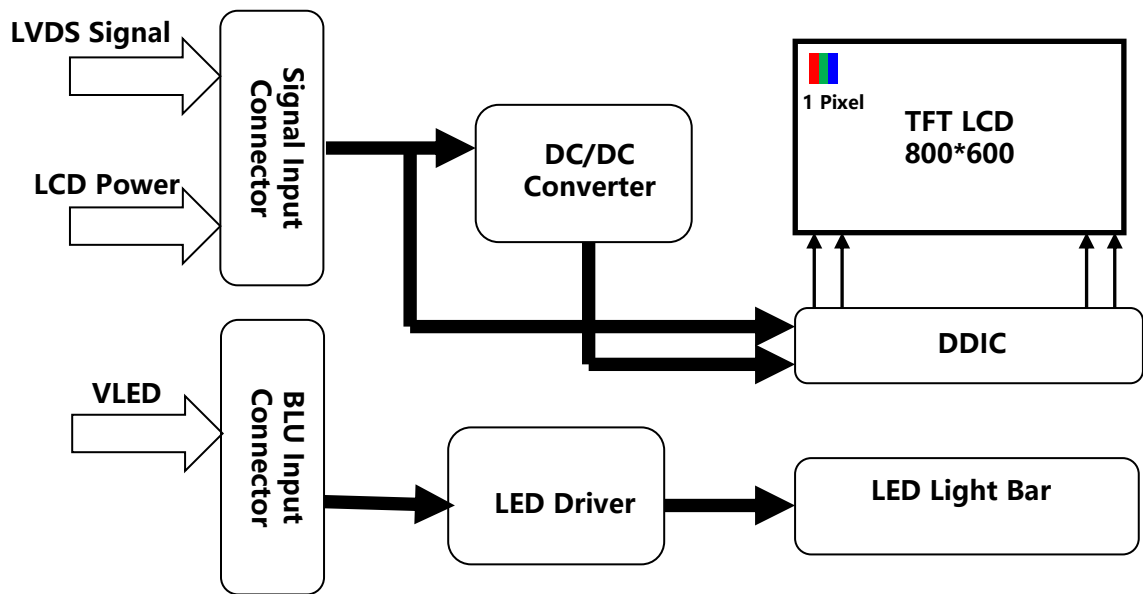 LVDS Signal
LCD Power
Signal Input
Connector
DC/DC
Converter
1 Pixel
TFT LCD
800*600
DDIC
VLED
BLU Input
Connector
LED Driver
LED Light Bar